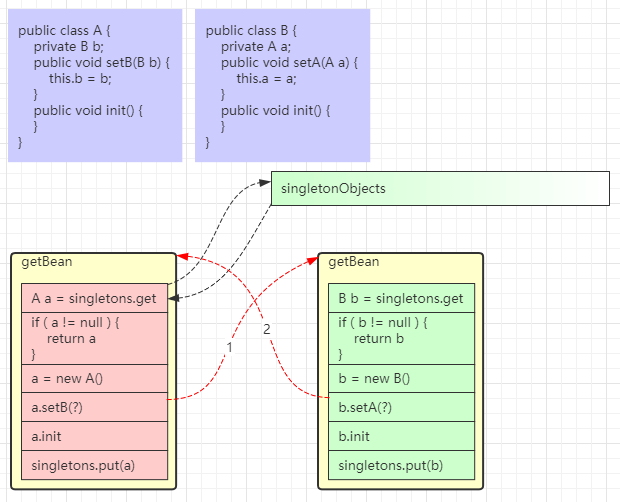 public class A {
private B b;
public void setB(B b) {
this.b = b;
}
public void init() {
}
}
public class B {
private A a;
public void setA(A a) {
this.a = a;
}
public void init() {
}
}
singletonObjects
getBean
A a = singletons.get
if ( a != null ) {
return a
}
a = new A()
a.setB(?)
a.init
singletons.put(a)
1
2
getBean
B b = singletons.get
if ( b != null ) {
return b
}
b = new B()
b.setA(?)
b.init
singletons.put(b)